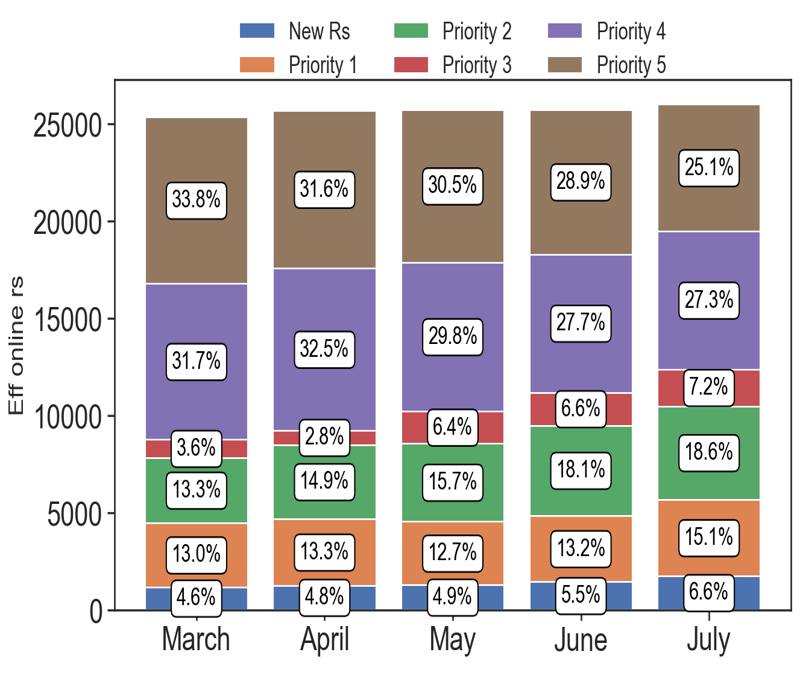 New Rs Priority 2 Priority 4
Priority 1 Priority 3 Priority 5
Eff online rs
25000
20000
15000
10000
5000
0
33.8% 31.6% 30.5% 28.9% 25.1%
31.7% 32.5% 29.8% 27.7% 27.3%
3.6% 2.8% 6.4% 6.6% 7.2%
13.3% 14.9% 15.7% 18.1% 18.6%
13.0% 13.3% 12.7% 13.2% 15.1%
4.6% 4.8% 4.9% 5.5% 6.6%
March April May June July